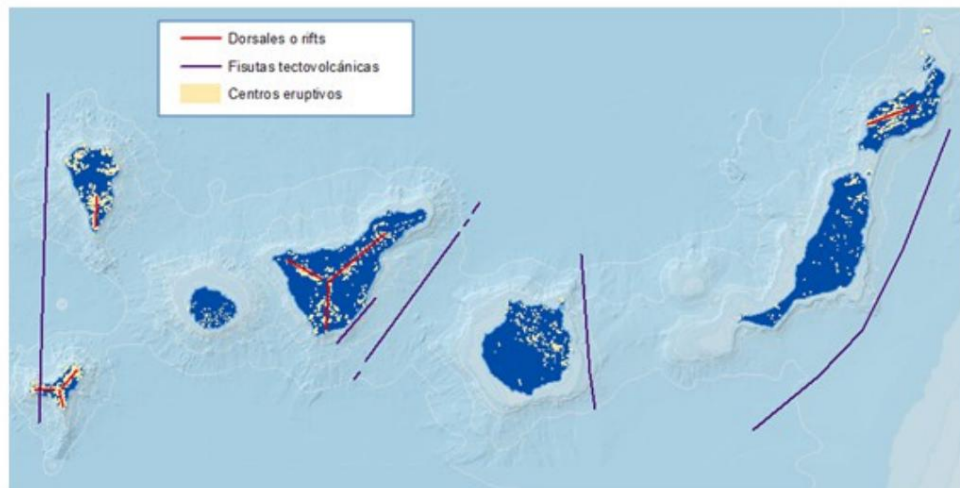 Dorsales o rifts
Fisutas tectovolcánicas
Centros eruptivos